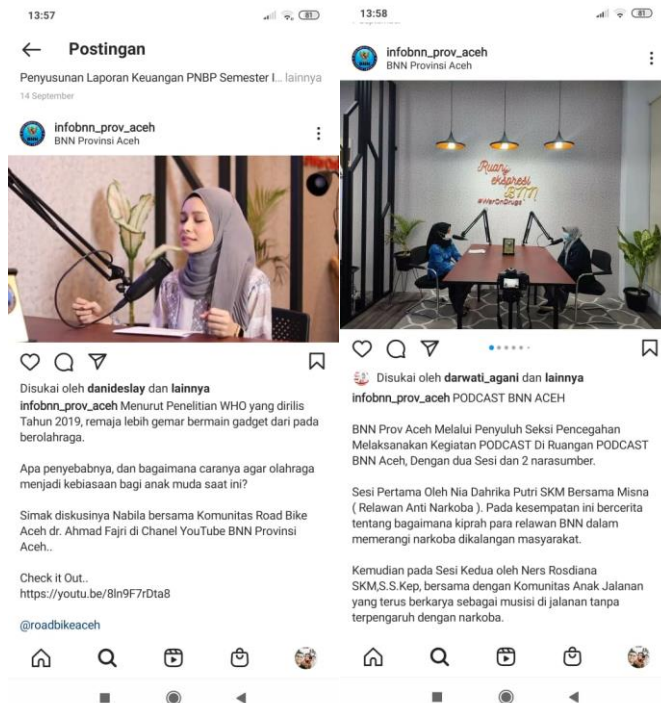 13:57
81
Postingan
Penyusunan Laporan Keuangan PNBP Semester I... lainnya
14 September
infobnn_prov_aceh
BNN Provinsi Aceh
Disukai oleh danideslay dan lainnya
infobnn_prov_aceh Menurut Penelitian WHO yang dirilis
Tahun 2019, remaja lebih gemar bermain gadget dari pada
berolahraga.
Apa penyebabnya, dan bagaimana caranya agar olahraga
menjadi kebiasaan bagi anak muda saat ini?
Simak diskusinya Nabila bersama Komunitas Road Bike
Aceh dr. Ahmad Fajri di Chanel YouTube BNN Provinsi
Aceh..
Check it Out..
https://youtu.be/8ln9F7rDta8
@roadbikeaceh
13:58
81
infobnn_prov_aceh
BNN Provinsi Aceh
Ruang
ekspresi
BNN
#WarOnDrugs
Disukai oleh darwati_agani dan lainnya
infobnn_prov_aceh PODCAST BNN ACEH
BNN Prov Aceh Melalui Penyuluh Seksi Pencegahan
Melaksanakan Kegiatan PODCAST Di Ruangan PODCAST
BNN Aceh, Dengan dua Sesi dan 2 narasumber.
Sesi Pertama Oleh Nia Dahrika Putri SKM Bersama Misna
( Relawan Anti Narkoba ). Pada kesempatan ini bercerita
tentang bagaimana kiprah para relawan BNN dalam
memerangi narkoba dikalangan masyarakat.
Kemudian pada Sesi Kedua oleh Ners Rosdiana
SKM,S.S.Kep, bersama dengan Komunitas Anak Jalanan
yang terus berkarya sebagai musisi di jalanan tanpa
terpengaruh dengan narkoba.